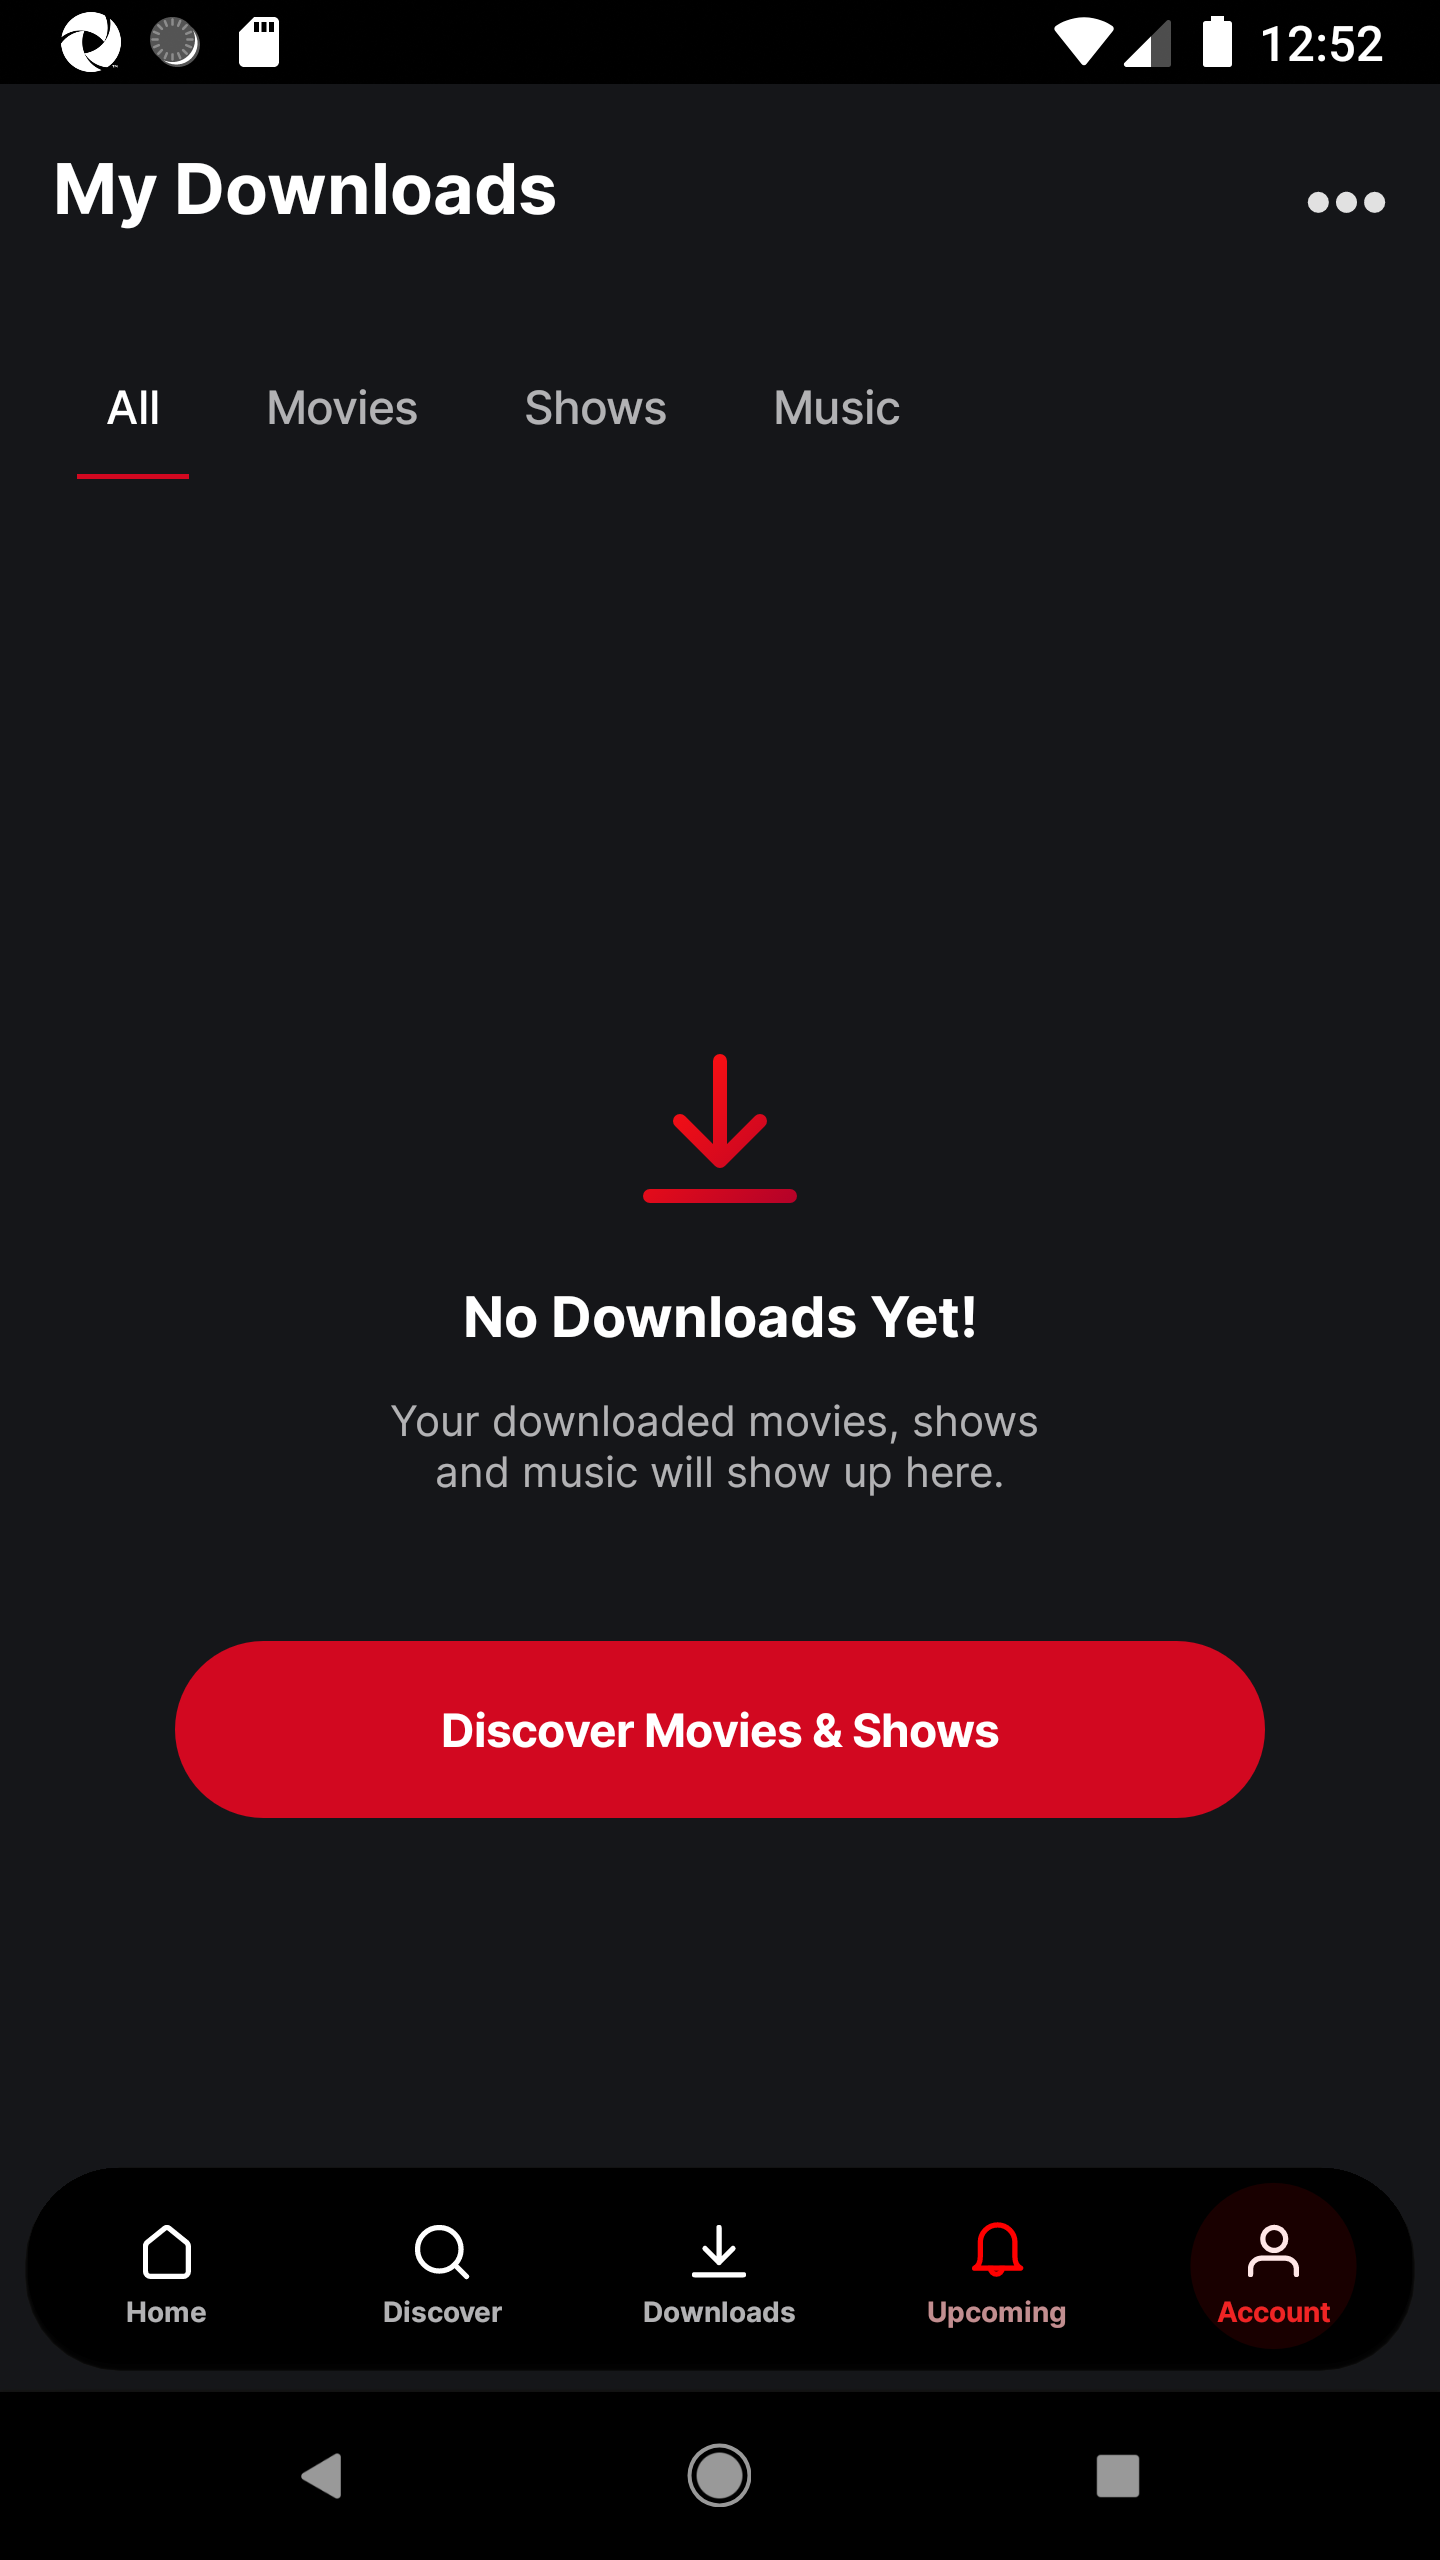 12:52
My Downloads
All Movies Shows Music
No Downloads Yet!
Your downloaded movies, shows
and music will show up here.
Discover Movies & Shows
Home Discover Downloads Upcoming Account